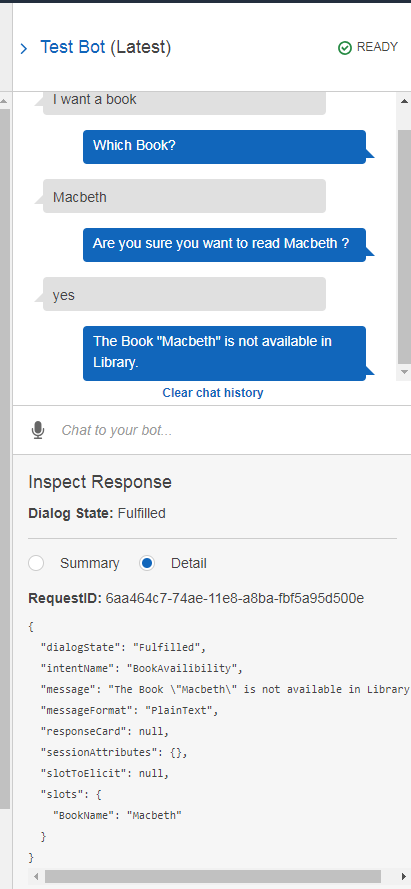 Test Bot (Latest)
READY
I want a book
Which Book?
Macbeth
Are you sure you want to read Macbeth ?
yes
The Book "Macbeth" is not available in
Library.
Clear chat history
Chat to your bot...
Inspect Response
Dialog State: Fulfilled
Summary
Detail
RequestID: 6aa464c7-74ae-11e8-a8ba-fbf5a95d500e
{
"dialogState": "Fulfilled",
"intentName": "BookAvailibility",
"message": "The Book \"Macbeth\" is not available in Library
"messageFormat": "PlainText",
"responseCard": null,
"sessionAttributes": {},
"slotToElicit": null,
"slots": {
"BookName": "Macbeth"
}
}